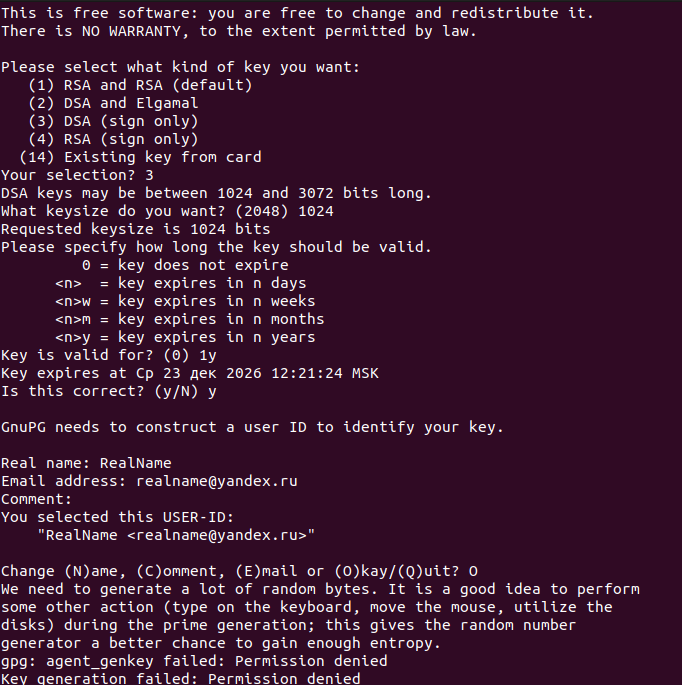 This is free software: you are free to change and redistribute it.
There is NO WARRANTY, to the extent permitted by law.
Please select what kind of key you want:
(1) RSA and RSA (default)
(2) DSA and Elgamal
(3) DSA (sign only)
(4) RSA (sign only)
(14) Existing key from card
Your selection? 3
DSA keys may be between 1024 and 3072 bits long.
What keysize do you want? (2048) 1024
Requested keysize is 1024 bits
Please specify how long the key should be valid.
0 = key does not expire
<n>  = key expires in n days
<n>w = key expires in n weeks
<n>m = key expires in n months
<n>y = key expires in n years
Key is valid for? (0) 1y
Key expires at Ср 23 дек 2026 12:21:24 MSK
Is this correct? (y/N) y
GnuPG needs to construct a user ID to identify your key.
Real name: RealName
Email address: realname@yandex.ru
Comment:
You selected this USER-ID:
"RealName <realname@yandex.ru>"
Change (N)ame, (C)omment, (E)mail or (O)kay/(Q)uit? O
We need to generate a lot of random bytes. It is a good idea to perform
some other action (type on the keyboard, move the mouse, utilize the
disks) during the prime generation; this gives the random number
generator a better chance to gain enough entropy.
gpg: agent_genkey failed: Permission denied
Key generation failed: Permission denied